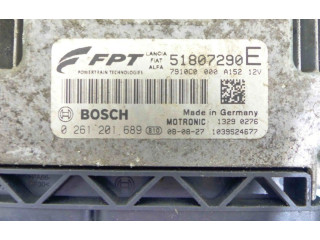 FPT
POWERTRAIN TECHNOLOGIES
LANCIA
FIAT
ALFA
51807290E
7910C0 000 A152 12V
BOSCH
Made in Germany
0 261 201 689
MOTRONIC 1329 0276
08-08-27 1039S24677